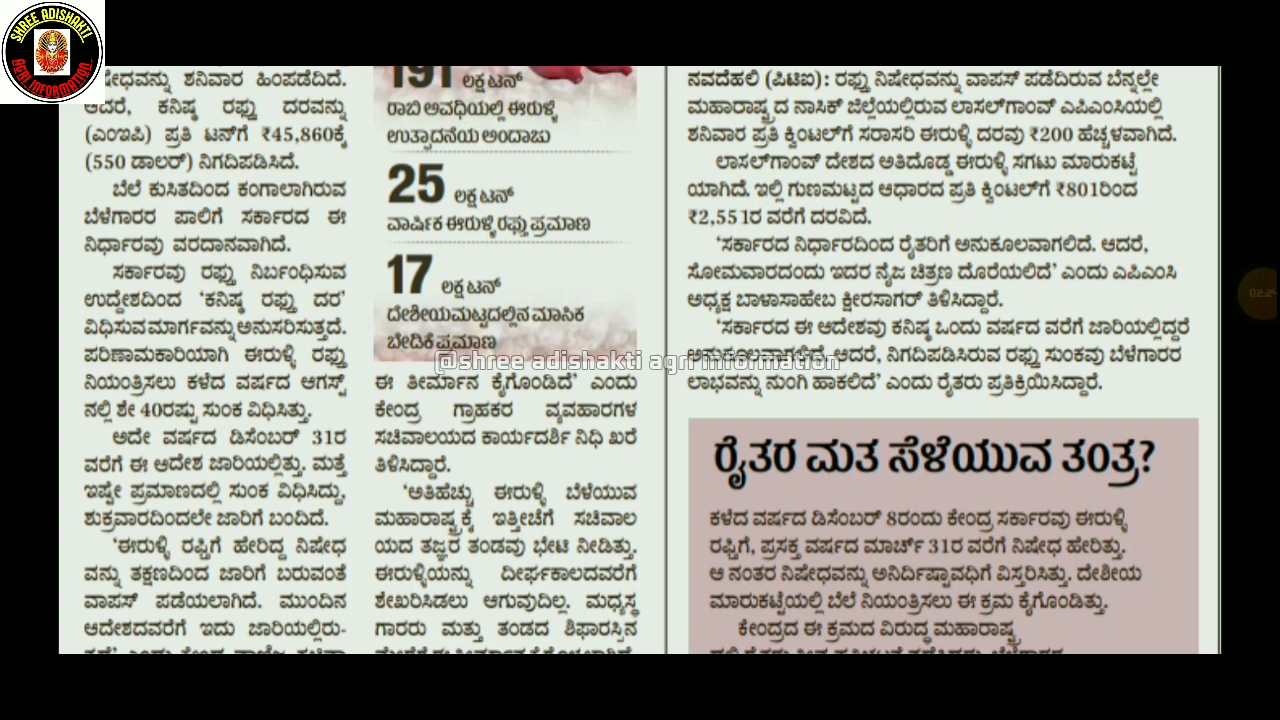 SHREE ADISHAKTI
AGRI INFORMATION
ನಿಷೇಧವನ್ನು ಶನಿವಾರ ಹಿಂಪಡೆದಿದೆ.
ಆದರೆ, ಕನಿಷ್ಠ ರಫ್ತು ದರವನ್ನು
(ಎಂಇಪಿ) ಪ್ರತಿ ಟನ್‌ಗೆ ₹45,860ಕ್ಕೆ
(550 ಡಾಲರ್) ನಿಗದಿಪಡಿಸಿದೆ.
ಬೆಲೆ ಕುಸಿತದಿಂದ ಕಂಗಾಲಾಗಿರುವ
ಬೆಳೆಗಾರರ ಪಾಲಿಗೆ ಸರ್ಕಾರದ ಈ
ನಿರ್ಧಾರವು ವರದಾನವಾಗಿದೆ.
ಸರ್ಕಾರವು ರಫ್ತು ನಿರ್ಬಂಧಿಸುವ
ಉದ್ದೇಶದಿಂದ ‘ಕನಿಷ್ಠ ರಫ್ತು ದರ’
ವಿಧಿಸುವ ಮಾರ್ಗವನ್ನು ಅನುಸರಿಸುತ್ತದೆ.
ಪರಿಣಾಮಕಾರಿಯಾಗಿ ಈರುಳ್ಳಿ ರಫ್ತು
ನಿಯಂತ್ರಿಸಲು ಕಳೆದ ವರ್ಷದ ಆಗಸ್ಟ್
ನಲ್ಲಿ ಶೇ 40ರಷ್ಟು ಸುಂಕ ವಿಧಿಸಿತ್ತು.
ಅದೇ ವರ್ಷದ ಡಿಸೆಂಬರ್ 31ರ
ವರೆಗೆ ಈ ಆದೇಶ ಜಾರಿಯಲ್ಲಿತ್ತು. ಮತ್ತೆ
ಇಷ್ಟೇ ಪ್ರಮಾಣದಲ್ಲಿ ಸುಂಕ ವಿಧಿಸಿದ್ದು,
ಶುಕ್ರವಾರದಿಂದಲೇ ಜಾರಿಗೆ ಬಂದಿದೆ.
‘ಈರುಳ್ಳಿ ರಫ್ತಿಗೆ ಹೇರಿದ್ದ ನಿಷೇಧ
ವನ್ನು ತಕ್ಷಣದಿಂದ ಜಾರಿಗೆ ಬರುವಂತೆ
ವಾಪಸ್ ಪಡೆಯಲಾಗಿದೆ. ಮುಂದಿನ
ಆದೇಶದವರೆಗೆ ಇದು ಜಾರಿಯಲ್ಲಿರು-
191 ಲಕ್ಷ ಟನ್
ರಾಬಿ ಅವಧಿಯಲ್ಲಿ ಈರುಳ್ಳಿ
ಉತ್ಪಾದನೆಯ ಅಂದಾಜು
25 ಲಕ್ಷ ಟನ್
ವಾರ್ಷಿಕ ಈರುಳ್ಳಿ ರಫ್ತು ಪ್ರಮಾಣ
17 ಲಕ್ಷ ಟನ್
ದೇಶೀಯಮಟ್ಟದಲ್ಲಿನ ಮಾಸಿಕ
ಬೇಡಿಕೆ ಪ್ರಮಾಣ
@shree adishakti agri information
ಈ ತೀರ್ಮಾನ ಕೈಗೊಂಡಿದೆ’ ಎಂದು
ಕೇಂದ್ರ ಗ್ರಾಹಕರ ವ್ಯವಹಾರಗಳ
ಸಚಿವಾಲಯದ ಕಾರ್ಯದರ್ಶಿ ನಿಧಿ ಖರೆ
ತಿಳಿಸಿದ್ದಾರೆ.
‘ಅತಿಹೆಚ್ಚು ಈರುಳ್ಳಿ ಬೆಳೆಯುವ
ಮಹಾರಾಷ್ಟ್ರಕ್ಕೆ ಇತ್ತೀಚೆಗೆ ಸಚಿವಾಲ
ಯದ ತಜ್ಞರ ತಂಡವು ಭೇಟಿ ನೀಡಿತ್ತು.
ಈರುಳ್ಳಿಯನ್ನು ದೀರ್ಘಕಾಲದವರೆಗೆ
ಶೇಖರಿಸಿಡಲು ಆಗುವುದಿಲ್ಲ. ಮಧ್ಯಸ್ಥ
ಗಾರರು ಮತ್ತು ತಂಡದ ಶಿಫಾರಸ್ಸಿನ
ನವದೆಹಲಿ (ಪಿಟಿಐ): ರಫ್ತು ನಿಷೇಧವನ್ನು ವಾಪಸ್ ಪಡೆದಿರುವ ಬೆನ್ನಲ್ಲೇ
ಮಹಾರಾಷ್ಟ್ರದ ನಾಸಿಕ್ ಜಿಲ್ಲೆಯಲ್ಲಿರುವ ಲಾಸಲ್‌ಗಾಂವ್ ಎಪಿಎಂಸಿಯಲ್ಲಿ
ಶನಿವಾರ ಪ್ರತಿ ಕ್ವಿಂಟಲ್‌ಗೆ ಸರಾಸರಿ ಈರುಳ್ಳಿ ದರವು ₹200 ಹೆಚ್ಚಳವಾಗಿದೆ.
ಲಾಸಲ್‌ಗಾಂವ್ ದೇಶದ ಅತಿದೊಡ್ಡ ಈರುಳ್ಳಿ ಸಗಟು ಮಾರುಕಟ್ಟೆ
ಯಾಗಿದೆ. ಇಲ್ಲಿ ಗುಣಮಟ್ಟದ ಆಧಾರದ ಪ್ರತಿ ಕ್ವಿಂಟಲ್‌ಗೆ ₹801ರಿಂದ
₹2,551ರ ವರೆಗೆ ದರವಿದೆ.
‘ಸರ್ಕಾರದ ನಿರ್ಧಾರದಿಂದ ರೈತರಿಗೆ ಅನುಕೂಲವಾಗಲಿದೆ. ಆದರೆ,
ಸೋಮವಾರದಂದು ಇದರ ನೈಜ ಚಿತ್ರಣ ದೊರೆಯಲಿದೆ’ ಎಂದು ಎಪಿಎಂಸಿ
ಅಧ್ಯಕ್ಷ ಬಾಳಾಸಾಹೇಬ ಕ್ಷೀರಸಾಗರ್ ತಿಳಿಸಿದ್ದಾರೆ.
‘ಸರ್ಕಾರದ ಈ ಆದೇಶವು ಕನಿಷ್ಠ ಒಂದು ವರ್ಷದ ವರೆಗೆ ಜಾರಿಯಲ್ಲಿದ್ದರೆ
ಅನುಕೂಲವಾಗಲಿದೆ. ಆದರೆ, ನಿಗದಿಪಡಿಸಿರುವ ರಫ್ತು ಸುಂಕವು ಬೆಳೆಗಾರರ
ಲಾಭವನ್ನು ನುಂಗಿ ಹಾಕಲಿದೆ’ ಎಂದು ರೈತರು ಪ್ರತಿಕ್ರಿಯಿಸಿದ್ದಾರೆ.
ರೈತರ ಮತ ಸೆಳೆಯುವ ತಂತ್ರ?
ಕಳೆದ ವರ್ಷದ ಡಿಸೆಂಬರ್ 8ರಂದು ಕೇಂದ್ರ ಸರ್ಕಾರವು ಈರುಳ್ಳಿ
ರಫ್ತಿಗೆ, ಪ್ರಸಕ್ತ ವರ್ಷದ ಮಾರ್ಚ್ 31ರ ವರೆಗೆ ನಿಷೇಧ ಹೇರಿತ್ತು.
ಆ ನಂತರ ನಿಷೇಧವನ್ನು ಅನಿರ್ದಿಷ್ಟಾವಧಿಗೆ ವಿಸ್ತರಿಸಿತ್ತು. ದೇಶೀಯ
ಮಾರುಕಟ್ಟೆಯಲ್ಲಿ ಬೆಲೆ ನಿಯಂತ್ರಿಸಲು ಈ ಕ್ರಮ ಕೈಗೊಂಡಿತ್ತು.
ಕೇಂದ್ರದ ಈ ಕ್ರಮದ ವಿರುದ್ಧ ಮಹಾರಾಷ್ಟ್ರ